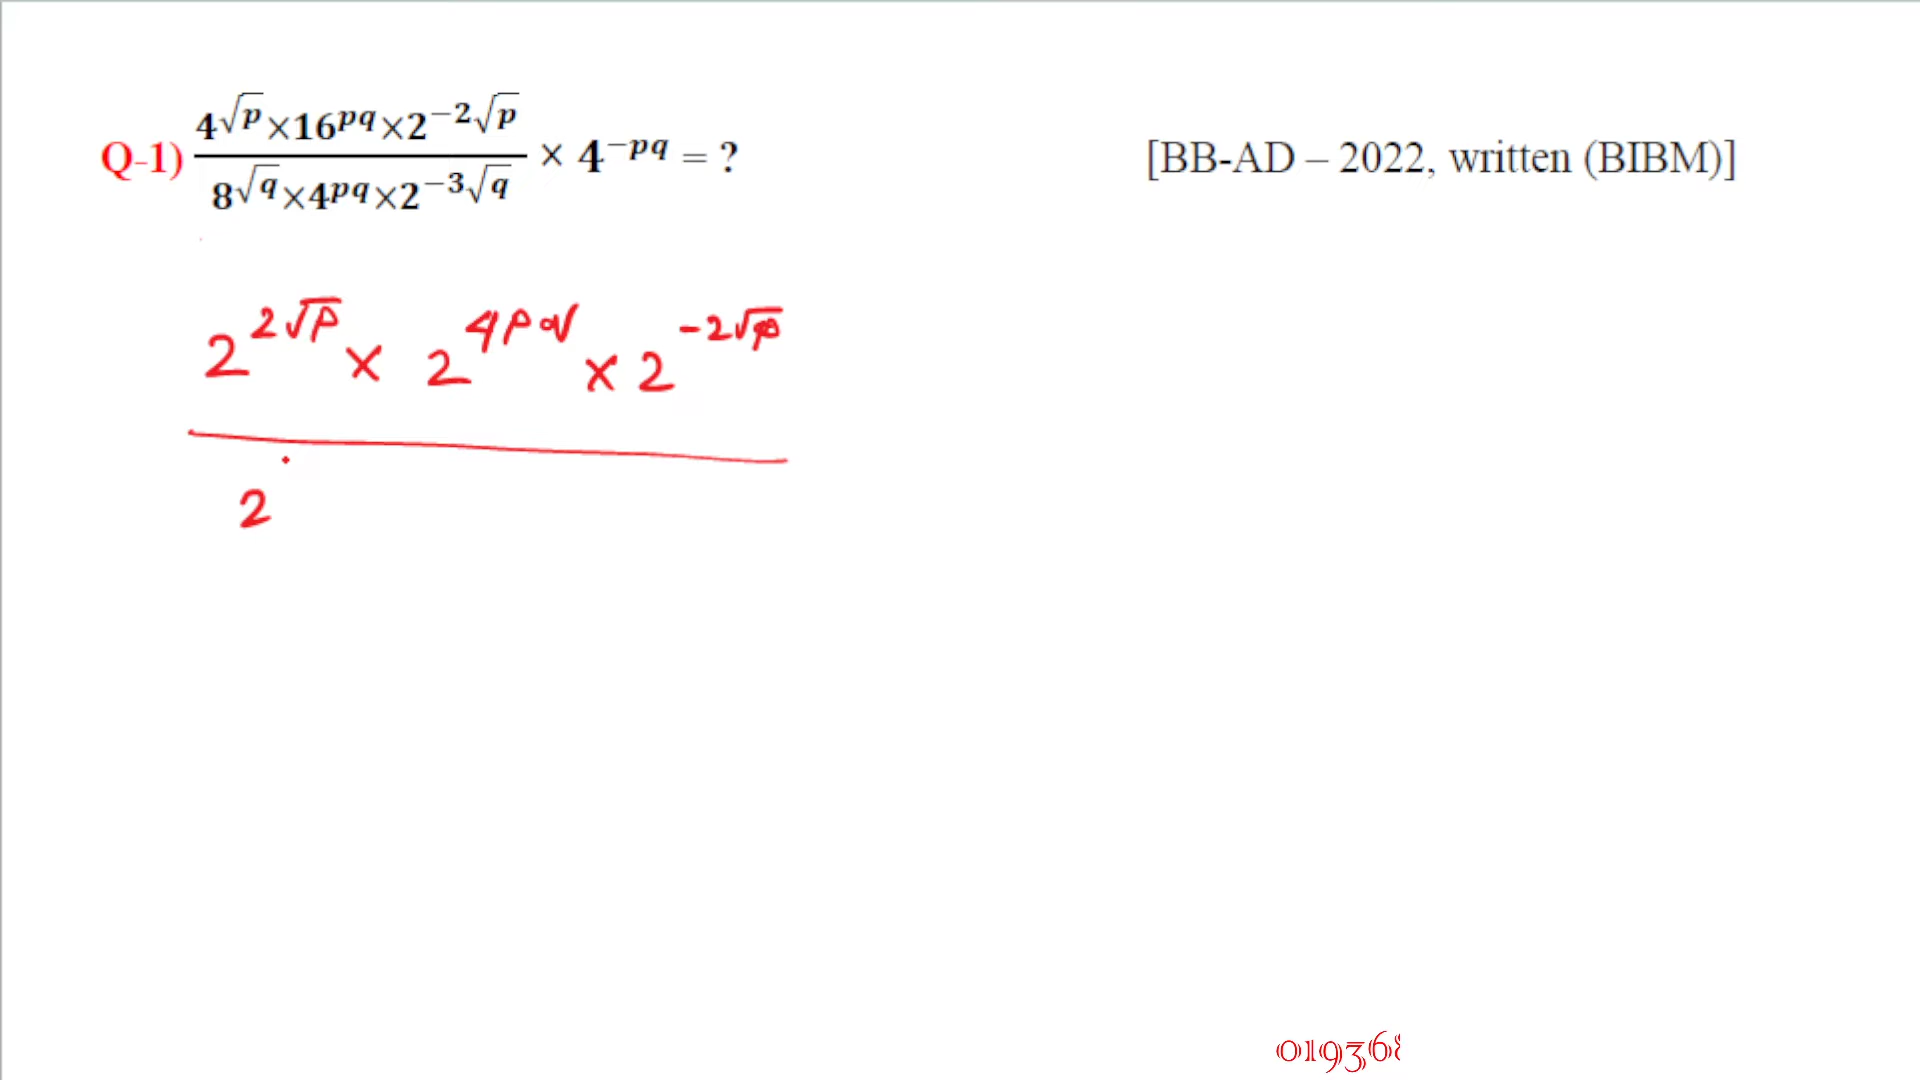 Q-1) 4^√p×16^pq×2^−2√p / 8^√q×4^pq×2^−3√q × 4^−pq = ?
[BB-AD – 2022, written (BIBM)]
2^2√p × 2^4pq × 2^-2√p
2
019368